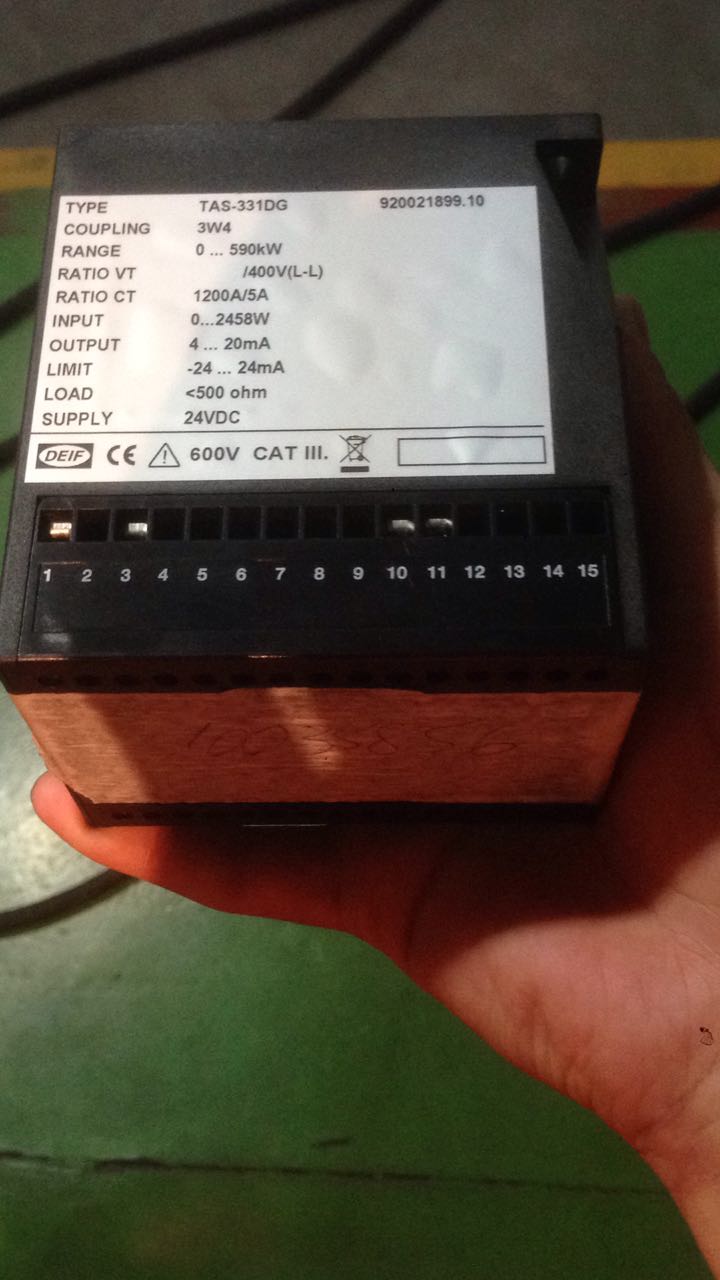 TYPE TAS-331DG 920021899.10
COUPLING 3W4
RANGE 0 ... 590kW
RATIO VT /400V(L-L)
RATIO CT 1200A/5A
INPUT 0...2458W
OUTPUT 4 ... 20mA
LIMIT -24 ... 24mA
LOAD <500 ohm
SUPPLY 24VDC
DEIF CE 600V CAT III.
1 2 3 4 5 6 7 8 9 10 11 12 13 14 15